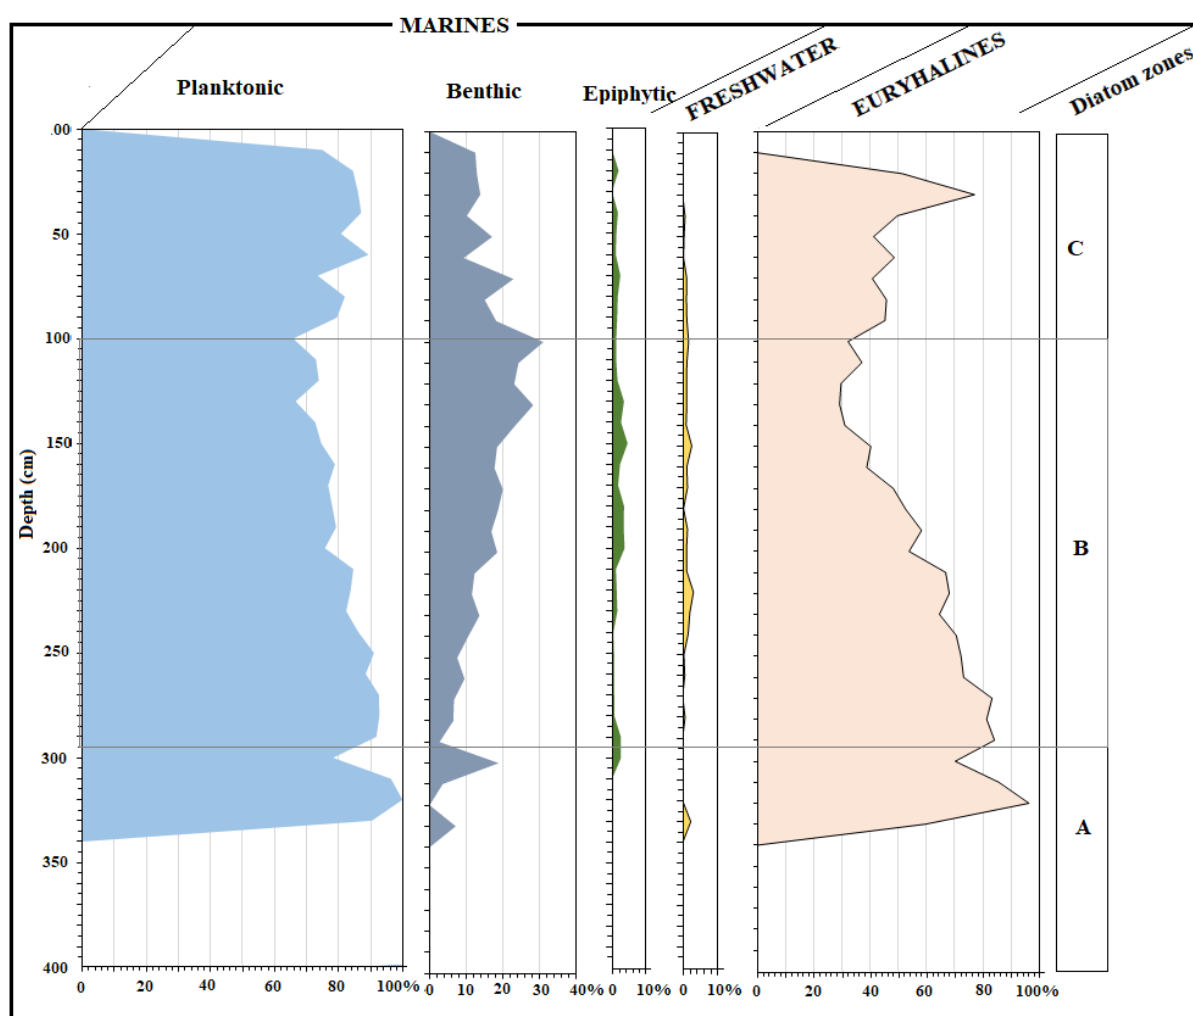 MARINES
Planktonic
Benthic
Epiphytic
FRESHWATER
EURYHALINES
Diatom zones
.00
50
100
150
200
250
300
350
400
Depth (cm)
C
B
A
0 20 40 60 80 100%
0 10 20 30 40%
0 10%
0 10%
0 20 40 60 80 100%